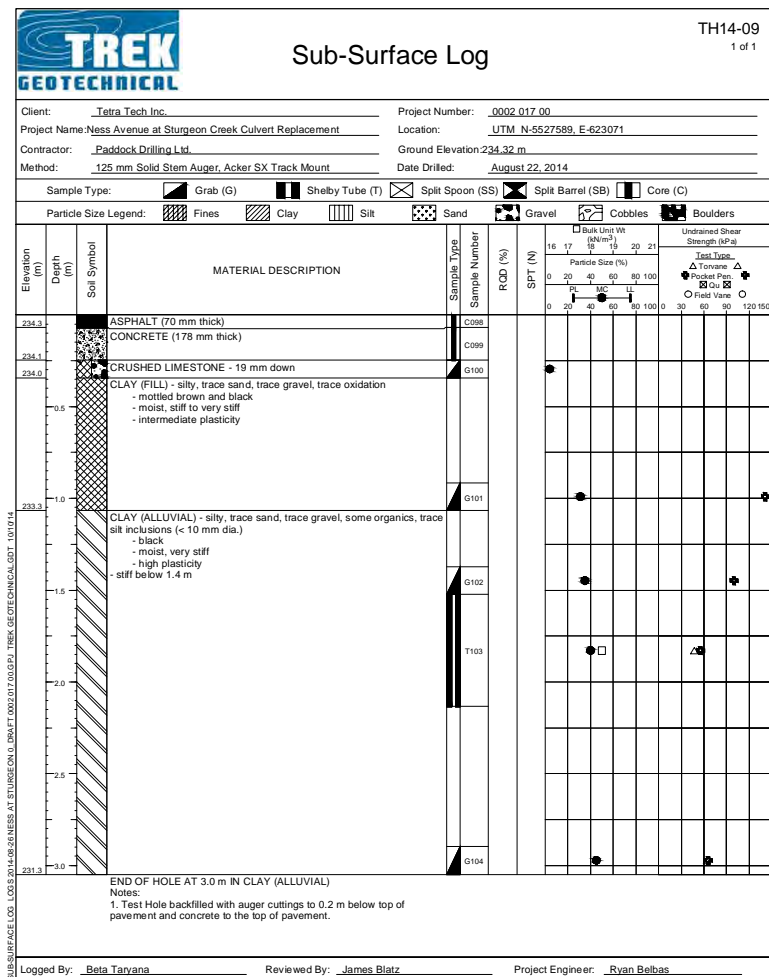 TREK
GEOTECHNICAL
Sub-Surface Log
TH14-09
1 of 1
Client: Tetra Tech Inc. Project Number: 0002 017 00
Project Name: Ness Avenue at Sturgeon Creek Culvert Replacement Location: UTM N-5527589, E-623071
Contractor: Paddock Drilling Ltd. Ground Elevation: 234.32 m
Method: 125 mm Solid Stem Auger, Acker SX Track Mount Date Drilled: August 22, 2014
Sample Type: Grab (G) Shelby Tube (T) Split Spoon (SS) Split Barrel (SB) Core (C)
Particle Size Legend: Fines Clay Silt Sand Gravel Cobbles Boulders
Elevation (m)
Depth (m)
Soil Symbol
MATERIAL DESCRIPTION
Sample Type
Sample Number
RQD (%)
SPT (N)
Bulk Unit Wt (kN/m3)
16 17 18 19 20 21
Particle Size (%)
0 20 40 60 80 100
PL MC LL
0 20 40 60 80 100
Undrained Shear Strength (kPa)
Test Type
Torvane
Pocket Pen.
Qu
Field Vane
0 30 60 90 120 150
234.3 ASPHALT (70 mm thick) C098
CONCRETE (178 mm thick) C099
234.1
CRUSHED LIMESTONE - 19 mm down G100
234.0
CLAY (FILL) - silty, trace sand, trace gravel, trace oxidation
- mottled brown and black
- moist, stiff to very stiff
- intermediate plasticity
0.5
1.0 G101
233.3
CLAY (ALLUVIAL) - silty, trace sand, trace gravel, some organics, trace
silt inclusions (< 10 mm dia.)
- black
- moist, very stiff
- high plasticity
- stiff below 1.4 m
G102
1.5
T103
2.0
2.5
3.0 G104
231.3
END OF HOLE AT 3.0 m IN CLAY (ALLUVIAL)
Notes:
1. Test Hole backfilled with auger cuttings to 0.2 m below top of
pavement and concrete to the top of pavement.
SUB-SURFACE LOG LOGS 2014-08-26 NESS AT STURGEON 0_DRAFT 0002 017 00.GPJ TREK GEOTECHNICAL.GDT 10/10/14
Logged By: Beta Taryana Reviewed By: James Blatz Project Engineer: Ryan Belbas